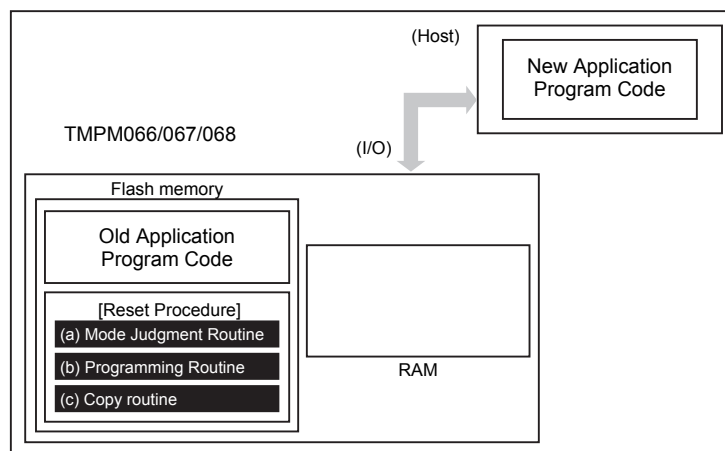 (Host)
New Application
Program Code
TMPM066/067/068
(I/O)
Flash memory
Old Application
Program Code
[Reset Procedure]
(a) Mode Judgment Routine
(b) Programming Routine
(c) Copy routine
RAM